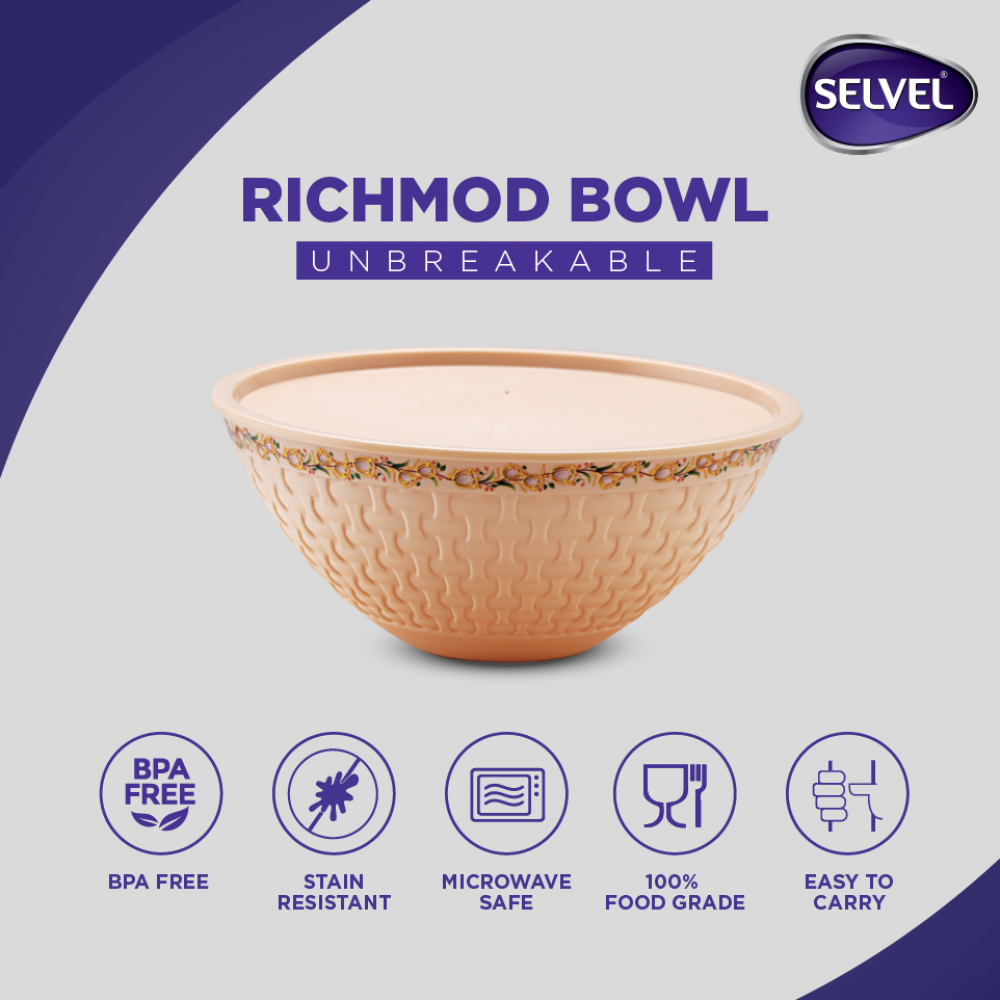 SELVEL®
RICHMOD BOWL
UNBREAKABLE
BPA
FREE
BPA FREE
STAIN
RESISTANT
MICROWAVE
SAFE
100%
FOOD GRADE
EASY TO
CARRY